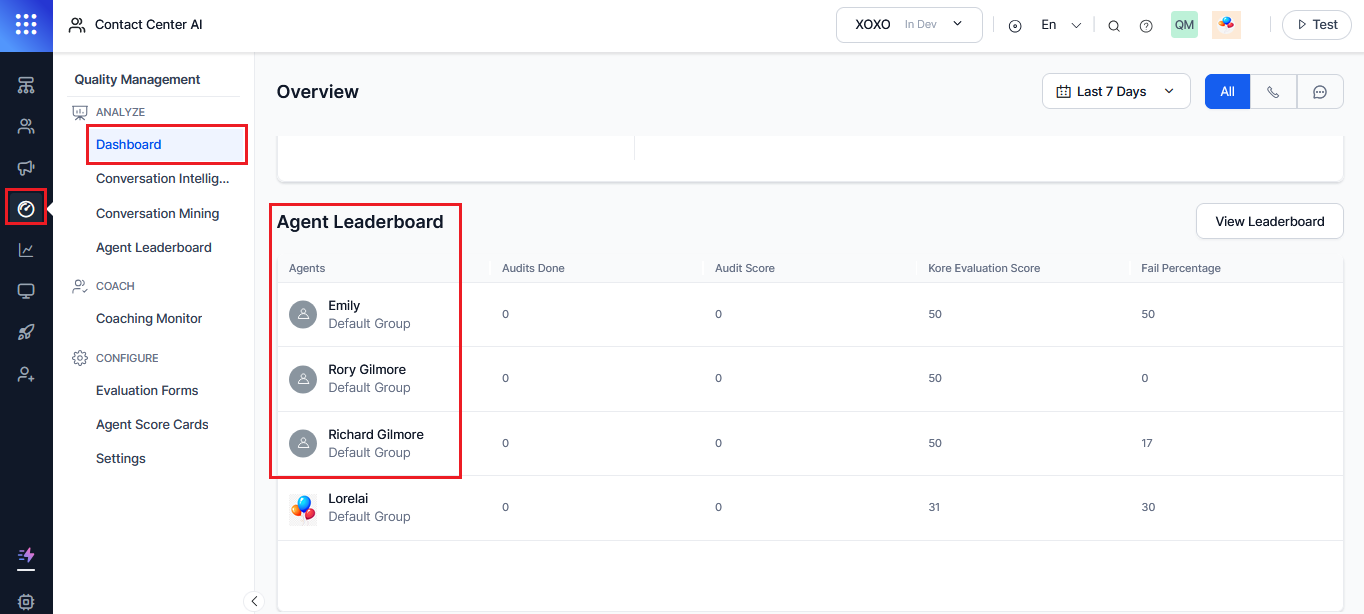 Contact Center AI
XOXO In Dev
En
QM
Test
Quality Management
ANALYZE
Dashboard
Conversation Intellig...
Conversation Mining
Agent Leaderboard
COACH
Coaching Monitor
CONFIGURE
Evaluation Forms
Agent Score Cards
Settings
Overview
Last 7 Days
All
Agent Leaderboard
View Leaderboard
Agents Audits Done Audit Score Kore Evaluation Score Fail Percentage
Emily
Default Group
0 0 50 50
Rory Gilmore
Default Group
0 0 50 0
Richard Gilmore
Default Group
0 0 50 17
Lorelai
Default Group
0 0 31 30